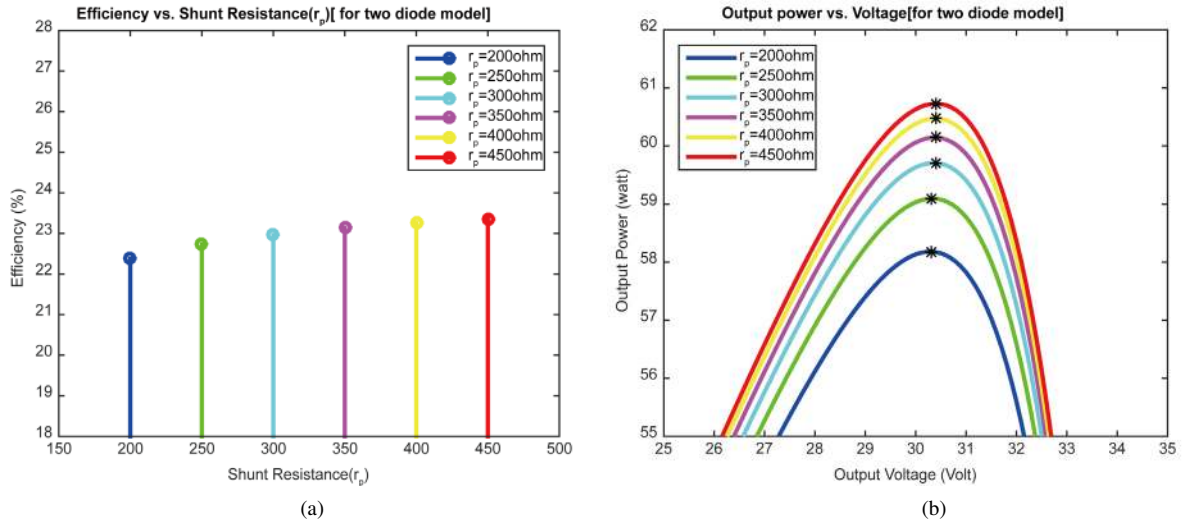 Efficiency vs. Shunt Resistance(rp)[ for two diode model]
28
27
26
25
24
23
22
21
20
19
18
Efficiency (%)
rp=200ohm
rp=250ohm
rp=300ohm
rp=350ohm
rp=400ohm
rp=450ohm
150 200 250 300 350 400 450 500
Shunt Resistance(rp)
(a)
Output power vs. Voltage[for two diode model]
62
61
60
59
58
57
56
55
Output Power (watt)
rp=200ohm
rp=250ohm
rp=300ohm
rp=350ohm
rp=400ohm
rp=450ohm
25 26 27 28 29 30 31 32 33 34 35
Output Voltage (Volt)
(b)